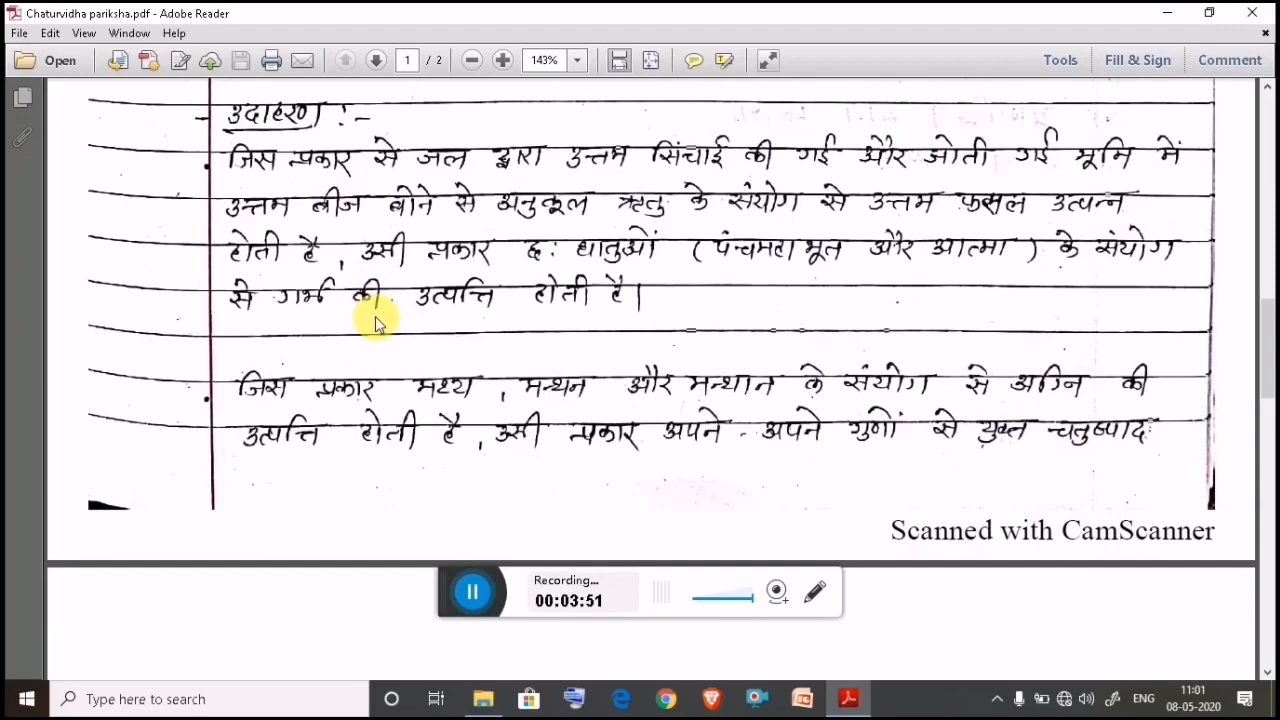 Chaturvidha pariksha.pdf - Adobe Reader
File Edit View Window Help
Open 1 / 2 143% Tools Fill & Sign Comment
- उदाहरण :-
. जिस प्रकार से जल द्वारा उत्तम सिंचाई की गई और जोती गई भूमि में
उत्तम बीज बोने से अनुकूल ऋतु के संयोग से उत्तम फसल उत्पन्न
होती है, उसी प्रकार छः धातुओं (पंचमहाभूत और आत्मा) के संयोग
से गर्भ की उत्पत्ति होती है।
. जिस प्रकार मथ्य, मन्थन और मन्थान के संयोग से अग्नि की
उत्पत्ति होती है, उसी प्रकार अपने - अपने गुणों से युक्त चतुष्पाद
Scanned with CamScanner
Recording...
00:03:51
Type here to search
ENG
11:01
08-05-2020